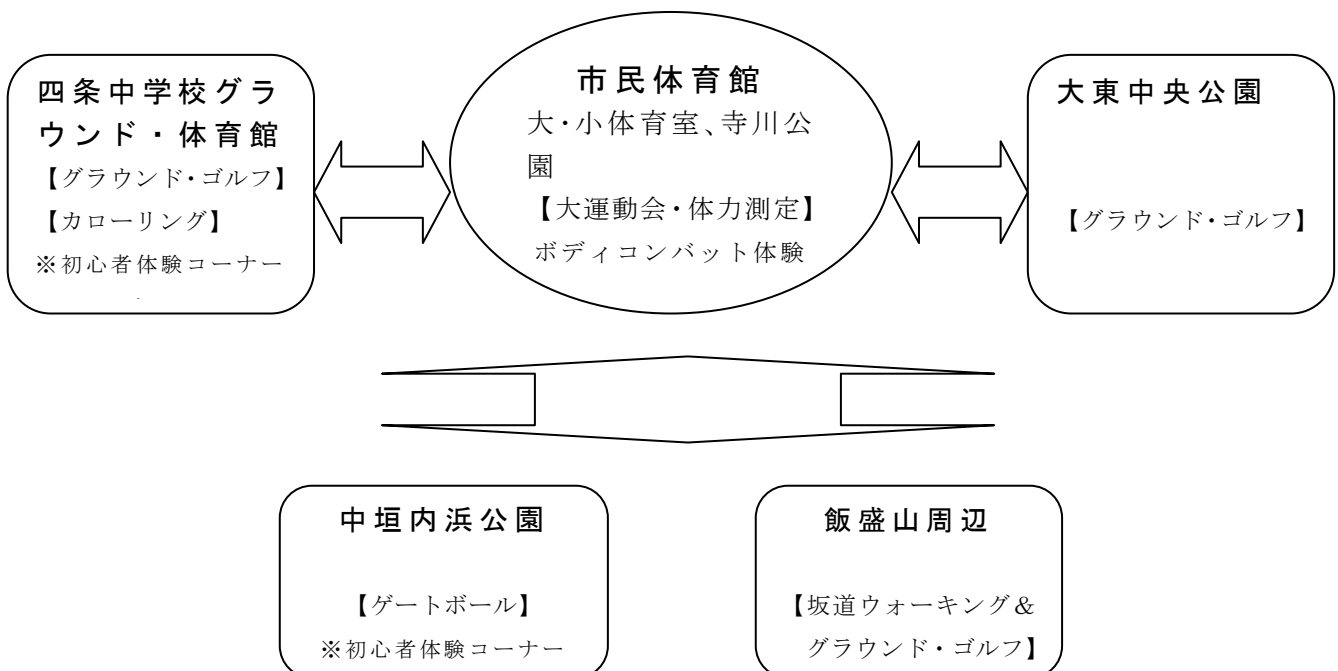 四条中学校グラ
ウンド・体育館
【グラウンド・ゴルフ】
【カローリング】
※初心者体験コーナー
市民体育館
大・小体育室、寺川公
園
【大運動会・体力測定】
ボディコンバット体験
大東中央公園
【グラウンド・ゴルフ】
中垣内浜公園
【ゲートボール】
※初心者体験コーナー
飯盛山周辺
【坂道ウォーキング＆
グラウンド・ゴルフ】